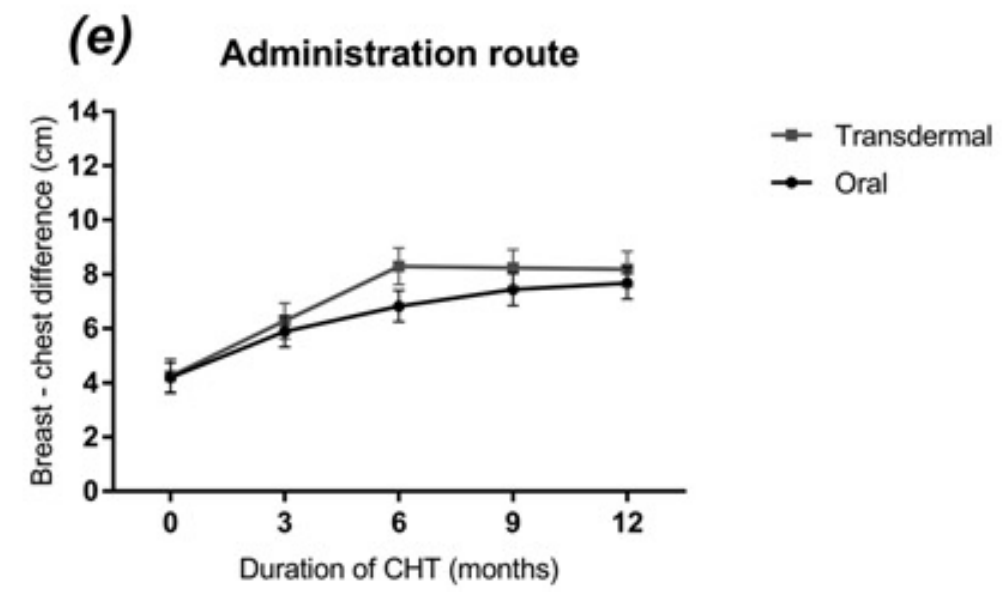 (e)
Administration route
Breast - chest difference (cm)
14
12
10
8
6
4
2
0
0 3 6 9 12
Duration of CHT (months)
Transdermal
Oral